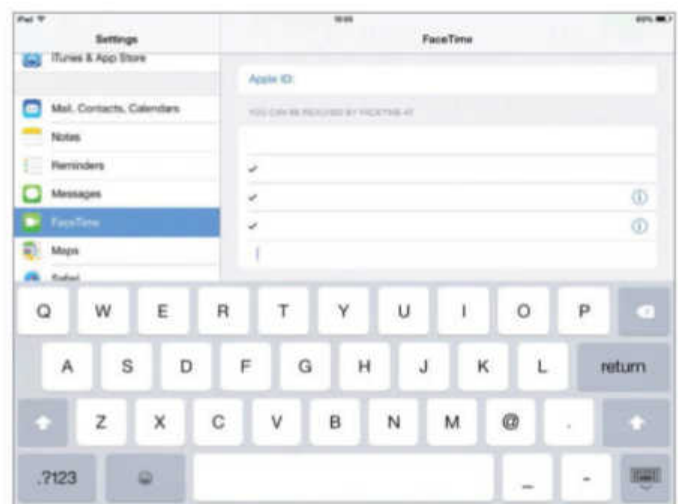 iPad
Settings
FaceTime
iTunes & App Store
Mail, Contacts, Calendars
Notes
Reminders
Messages
FaceTime
Maps
Safari
Apple ID:
YOU CAN BE REACHED BY FACETIME AT
Q W E R T Y U I O P
A S D F G H J K L return
Z X C V B N M @ .
.?123 _ -